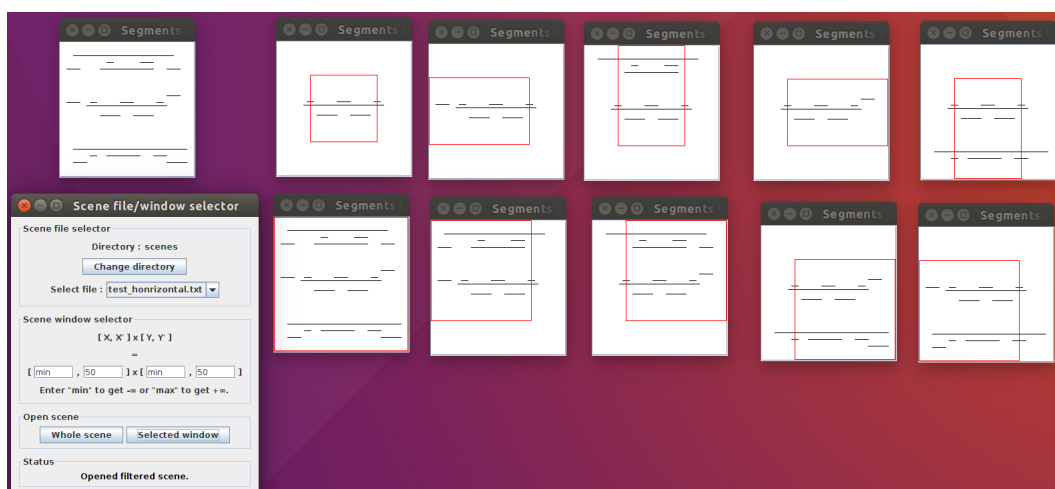 Segments
Segments
Segments
Segments
Segments
Segments
Scene file/window selector
Segments
Segments
Segments
Segments
Segments
Scene file selector
Directory : scenes
Change directory
Select file : test_honrizontal.txt
Scene window selector
[ X, X' ] x [ Y, Y' ]
=
[ min , 50 ] x [ min , 50 ]
Enter "min" to get -∞ or "max" to get +∞.
Open scene
Whole scene Selected window
Status
Opened filtered scene.